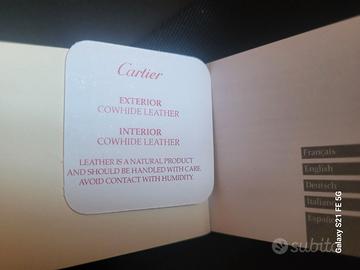 Cartier
EXTERIOR
COWHIDE LEATHER
INTERIOR
COWHIDE LEATHER
LEATHER IS A NATURAL PRODUCT
AND SHOULD BE HANDLED WITH CARE.
AVOID CONTACT WITH HUMIDITY.
Français
English
Deutsch
Italiano
Español
subito
Galaxy S21 FE 5G